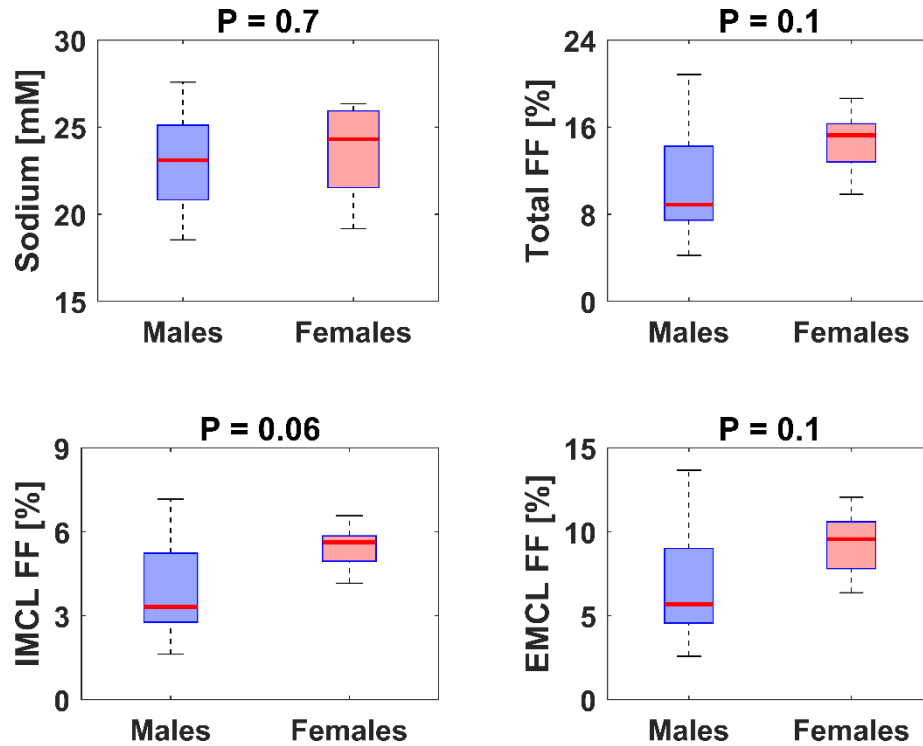 P = 0.7
Sodium [mM]
30
25
20
15
Males Females
P = 0.1
Total FF [%]
24
16
8
0
Males Females
P = 0.06
IMCL FF [%]
9
6
3
0
Males Females
P = 0.1
EMCL FF [%]
15
10
5
0
Males Females